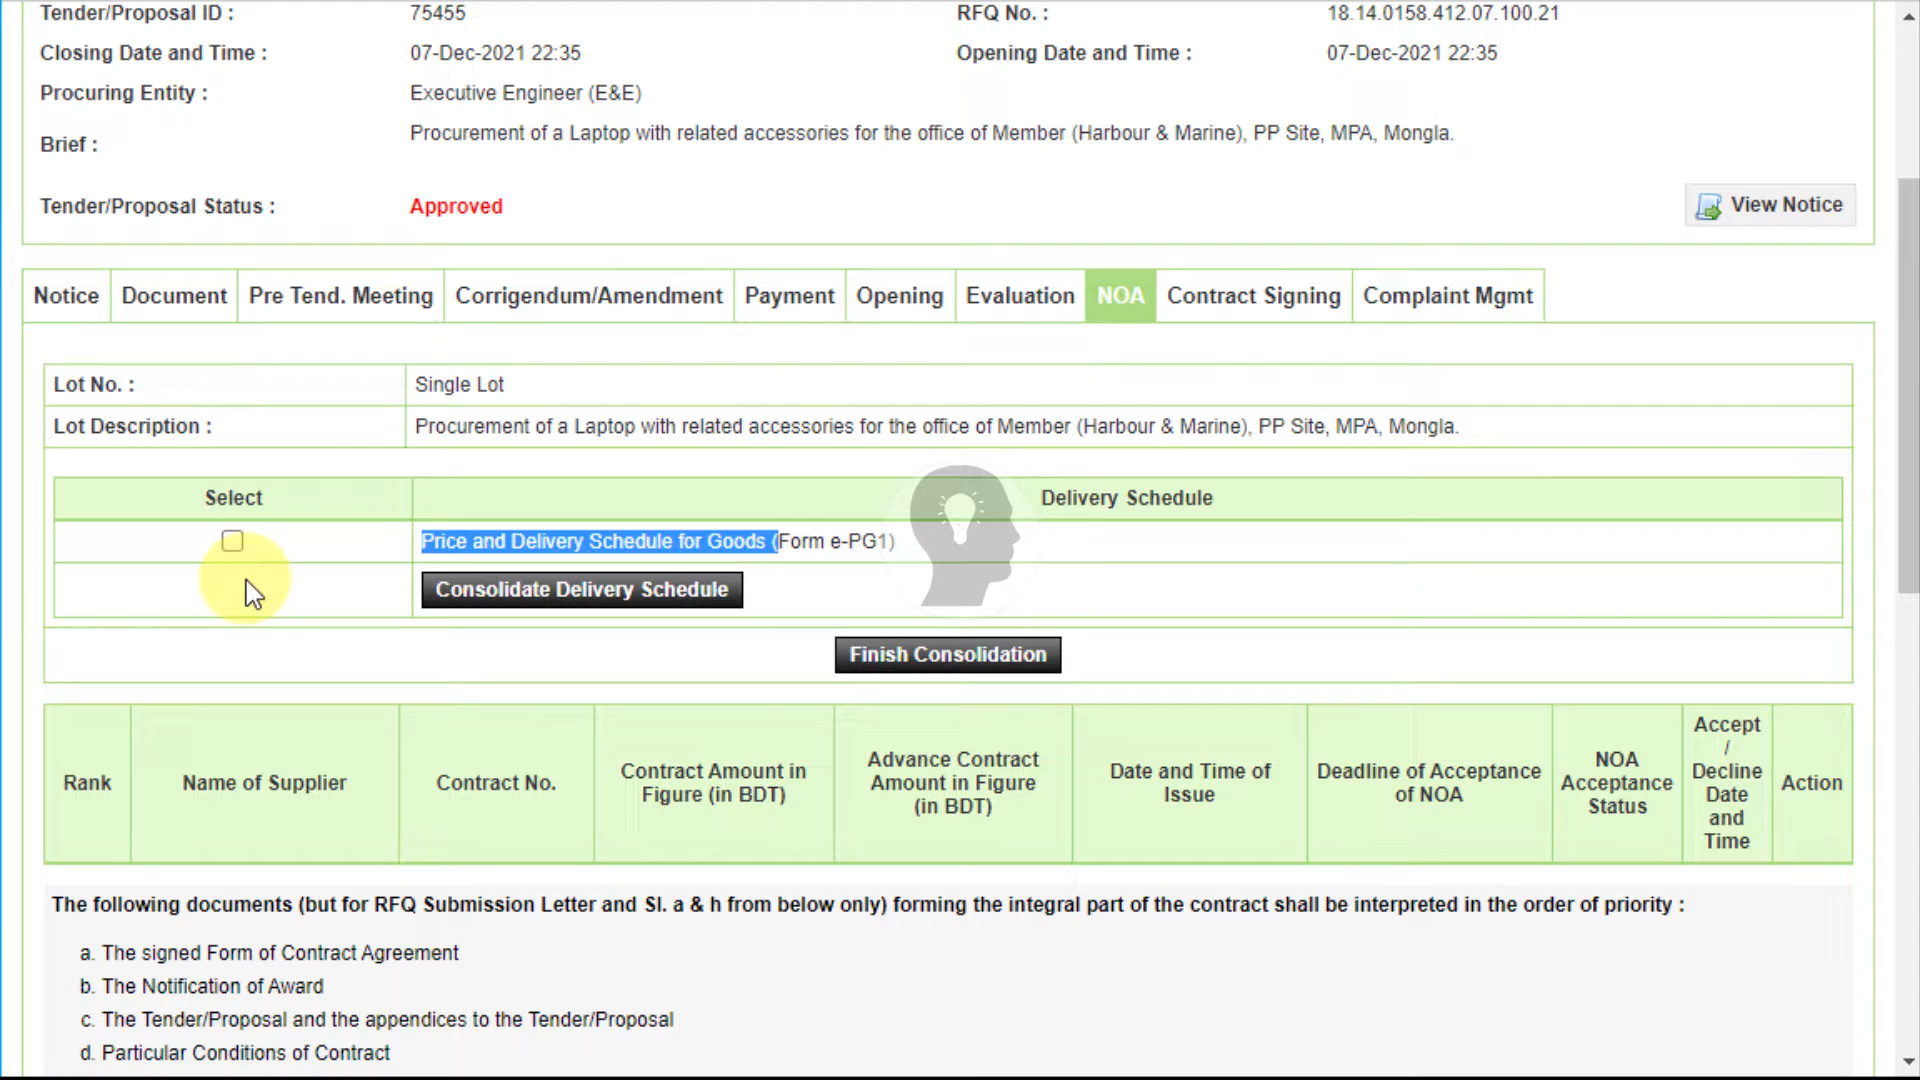 Tender/Proposal ID : 75455 RFQ No. : 18.14.0158.412.07.100.21
Closing Date and Time : 07-Dec-2021 22:35 Opening Date and Time : 07-Dec-2021 22:35
Procuring Entity : Executive Engineer (E&E)
Brief : Procurement of a Laptop with related accessories for the office of Member (Harbour & Marine), PP Site, MPA, Mongla.
Tender/Proposal Status : Approved View Notice
Notice Document Pre Tend. Meeting Corrigendum/Amendment Payment Opening Evaluation NOA Contract Signing Complaint Mgmt
Lot No. : Single Lot
Lot Description : Procurement of a Laptop with related accessories for the office of Member (Harbour & Marine), PP Site, MPA, Mongla.
Select Delivery Schedule
Price and Delivery Schedule for Goods (Form e-PG1)
Consolidate Delivery Schedule
Finish Consolidation
Rank
Name of Supplier
Contract No.
Contract Amount in
Figure (in BDT)
Advance Contract
Amount in Figure
(in BDT)
Date and Time of
Issue
Deadline of Acceptance
of NOA
NOA
Acceptance
Status
Accept
/
Decline
Date
and
Time
Action
The following documents (but for RFQ Submission Letter and Sl. a & h from below only) forming the integral part of the contract shall be interpreted in the order of priority :
a. The signed Form of Contract Agreement
b. The Notification of Award
c. The Tender/Proposal and the appendices to the Tender/Proposal
d. Particular Conditions of Contract